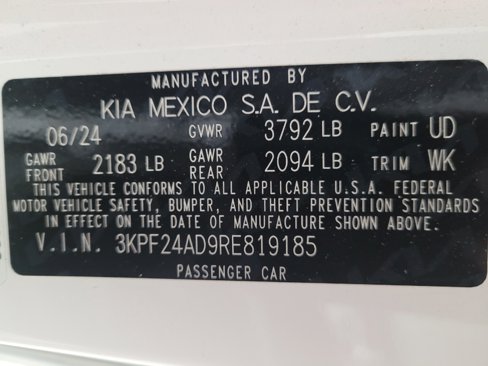 MANUFACTURED BY
KIA MEXICO S.A. DE C.V.
06/24 GVWR 3792 LB PAINT UD
GAWR FRONT 2183 LB GAWR REAR 2094 LB TRIM WK
THIS VEHICLE CONFORMS TO ALL APPLICABLE U.S.A. FEDERAL
MOTOR VEHICLE SAFETY, BUMPER, AND THEFT PREVENTION STANDARDS
IN EFFECT ON THE DATE OF MANUFACTURE SHOWN ABOVE.
V.I.N. 3KPF24AD9RE819185
PASSENGER CAR